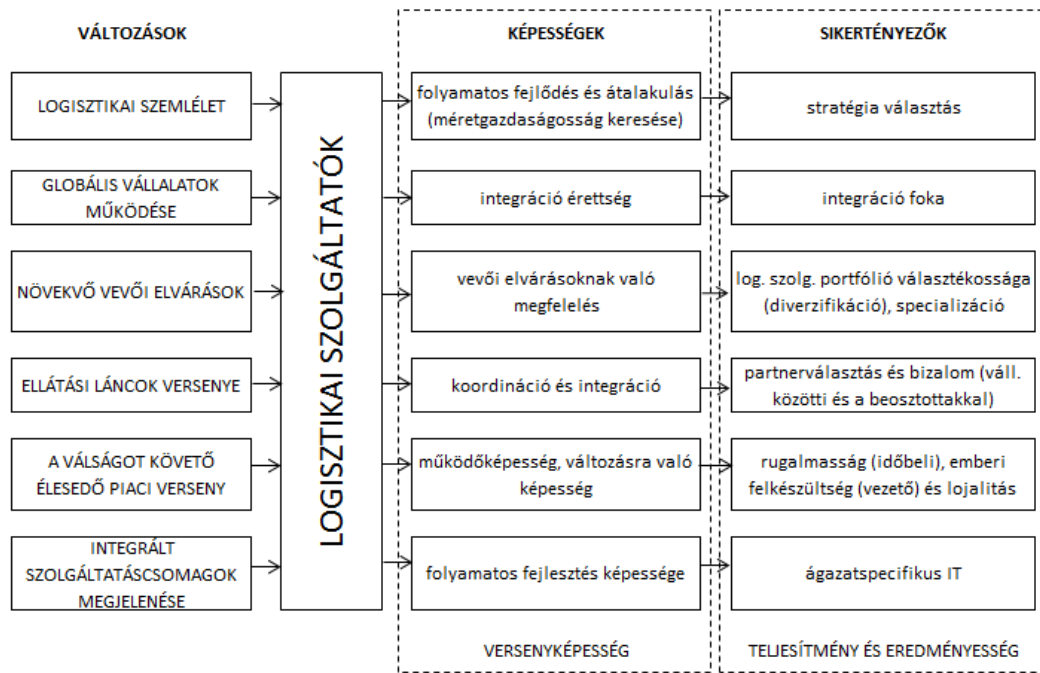 VÁLTOZÁSOK
KÉPESSÉGEK
SIKERTÉNYEZŐK
LOGISZTIKAI SZEMLÉLET
GLOBÁLIS VÁLLALATOK
MŰKÖDÉSE
NÖVEKVŐ VEVŐI ELVÁRÁSOK
ELLÁTÁSI LÁNCOK VERSENYE
A VÁLSÁGOT KÖVETŐ
ÉLESEDŐ PIACI VERSENY
INTEGRÁLT
SZOLGÁLTATÁSCSOMAGOK
MEGJELENÉSE
LOGISZTIKAI SZOLGÁLTATÓK
folyamatos fejlődés és átalakulás
(méretgazdaságosság keresése)
stratégia választás
integráció érettség
integráció foka
vevői elvárásoknak való
megfelelés
log. szolg. portfólió választékossága
(diverzifikáció), specializáció
koordináció és integráció
partnerválasztás és bizalom (váll.
közötti és a beosztottakkal)
működőképesség, változásra való
képesség
rugalmasság (időbeli), emberi
felkészültség (vezető) és lojalitás
folyamatos fejlesztés képessége
ágazatspecifikus IT
VERSENYKÉPESSÉG
TELJESÍTMÉNY ÉS EREDMÉNYESSÉG